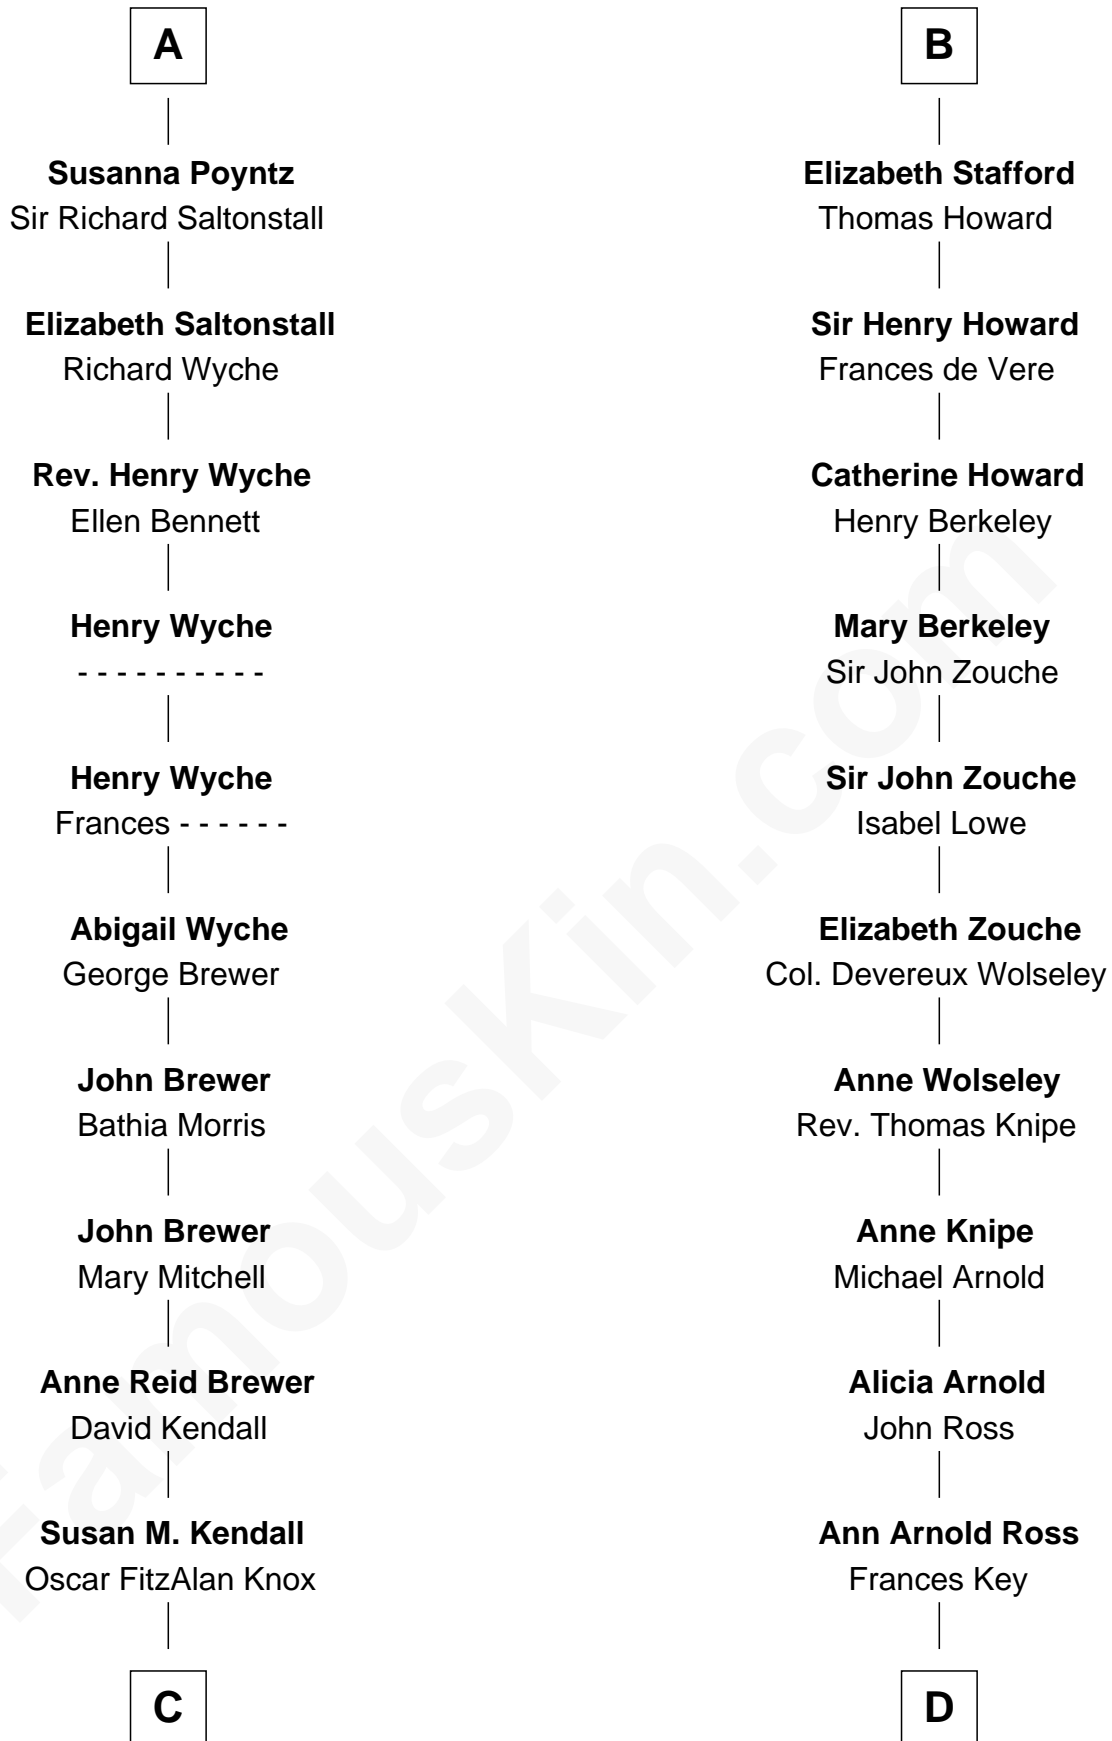 A
Susanna Poyntz
Sir Richard Saltonstall
Elizabeth Saltonstall
Richard Wyche
Rev. Henry Wyche
Ellen Bennett
Henry Wyche
- - - - - - - - - -
Henry Wyche
Frances - - - - - -
Abigail Wyche
George Brewer
John Brewer
Bathia Morris
John Brewer
Mary Mitchell
Anne Reid Brewer
David Kendall
Susan M. Kendall
Oscar FitzAlan Knox
C
B
Elizabeth Stafford
Thomas Howard
Sir Henry Howard
Frances de Vere
Catherine Howard
Henry Berkeley
Mary Berkeley
Sir John Zouche
Sir John Zouche
Isabel Lowe
Elizabeth Zouche
Col. Devereux Wolseley
Anne Wolseley
Rev. Thomas Knipe
Anne Knipe
Michael Arnold
Alicia Arnold
John Ross
Ann Arnold Ross
Frances Key
D
FamousKin.com